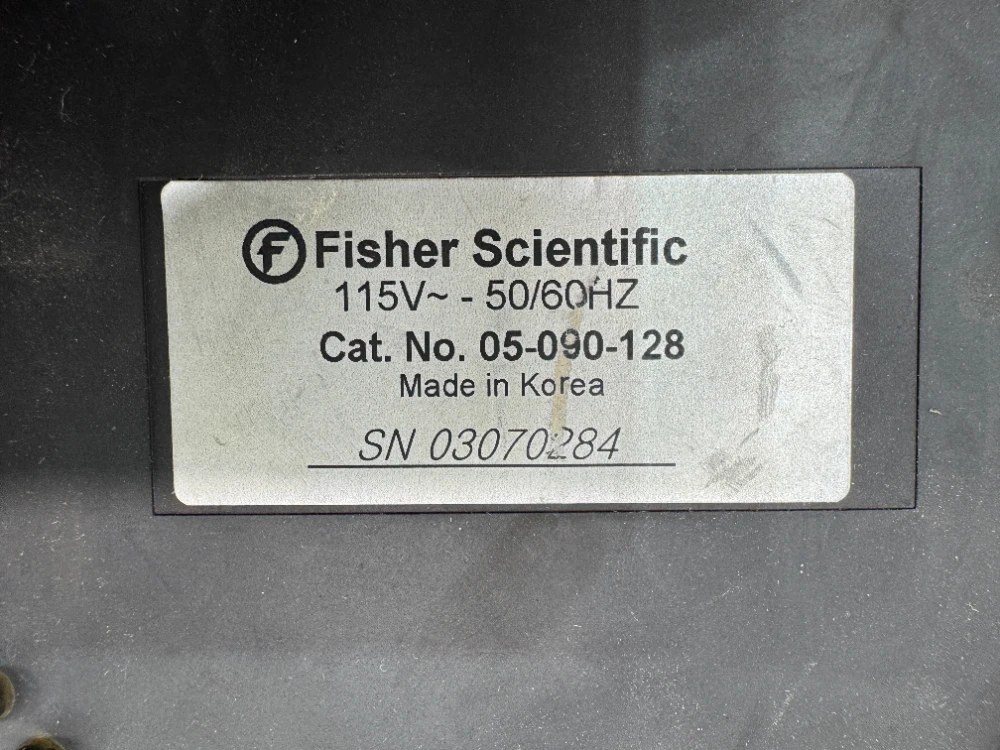 F Fisher Scientific
115V~ - 50/60HZ
Cat. No. 05-090-128
Made in Korea
SN 03070284